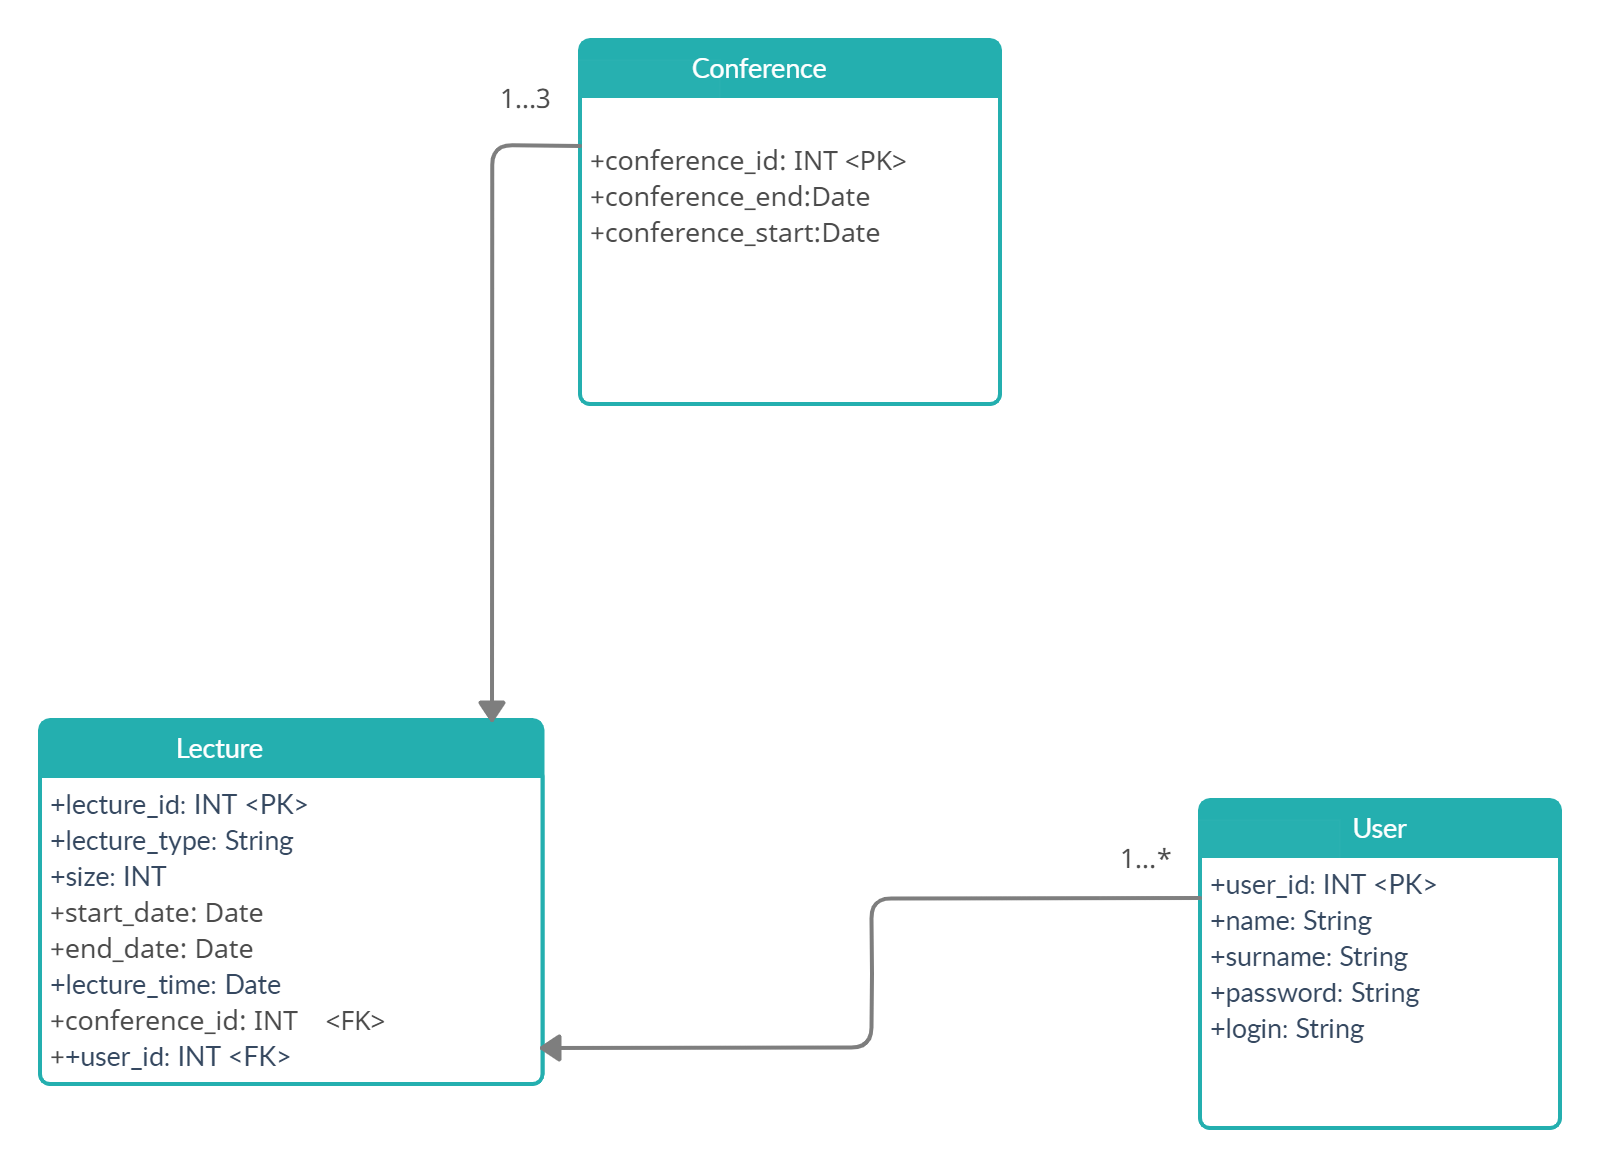 Conference
1...3
+conference_id: INT <PK>
+conference_end:Date
+conference_start:Date
Lecture
+lecture_id: INT <PK>
+lecture_type: String
+size: INT
+start_date: Date
+end_date: Date
+lecture_time: Date
+conference_id: INT <FK>
++user_id: INT <FK>
1...*
User
+user_id: INT <PK>
+name: String
+surname: String
+password: String
+login: String